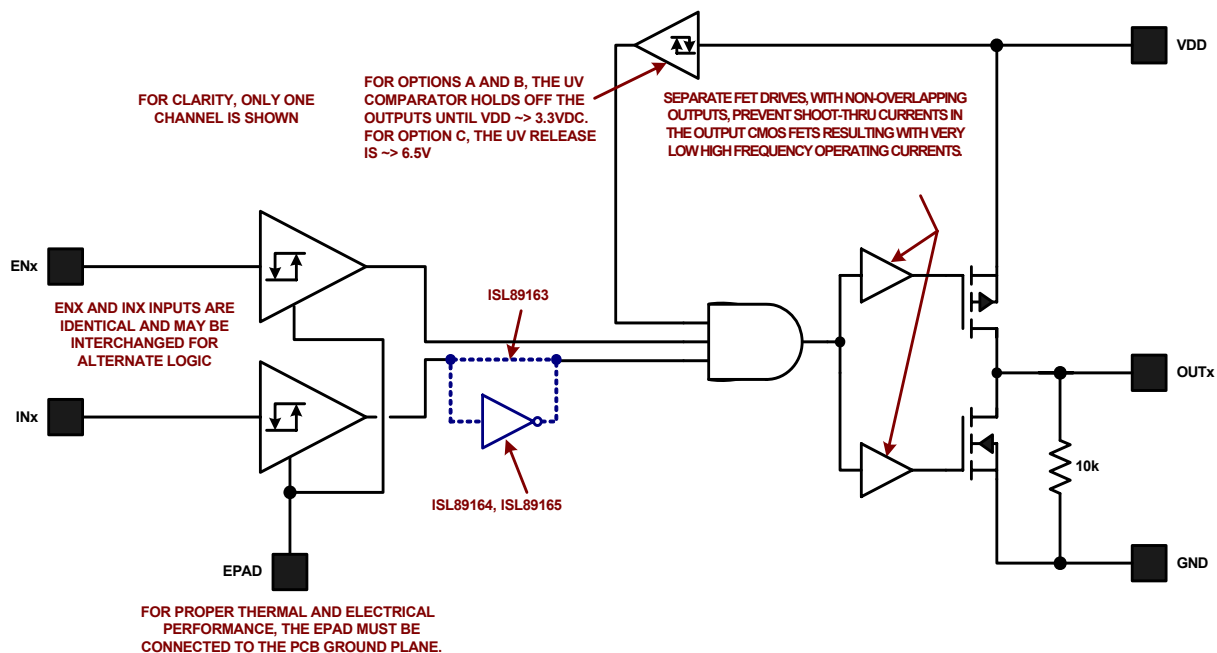 VDD
FOR CLARITY, ONLY ONE
CHANNEL IS SHOWN
FOR OPTIONS A AND B, THE UV
COMPARATOR HOLDS OFF THE
OUTPUTS UNTIL VDD ~> 3.3VDC.
FOR OPTION C, THE UV RELEASE
IS ~> 6.5V
SEPARATE FET DRIVES, WITH NON-OVERLAPPING
OUTPUTS, PREVENT SHOOT-THRU CURRENTS IN
THE OUTPUT CMOS FETS RESULTING WITH VERY
LOW HIGH FREQUENCY OPERATING CURRENTS.
ENx
ENX AND INX INPUTS ARE
IDENTICAL AND MAY BE
INTERCHANGED FOR
ALTERNATE LOGIC
ISL89163
OUTx
INx
10k
ISL89164, ISL89165
EPAD
GND
FOR PROPER THERMAL AND ELECTRICAL
PERFORMANCE, THE EPAD MUST BE
CONNECTED TO THE PCB GROUND PLANE.